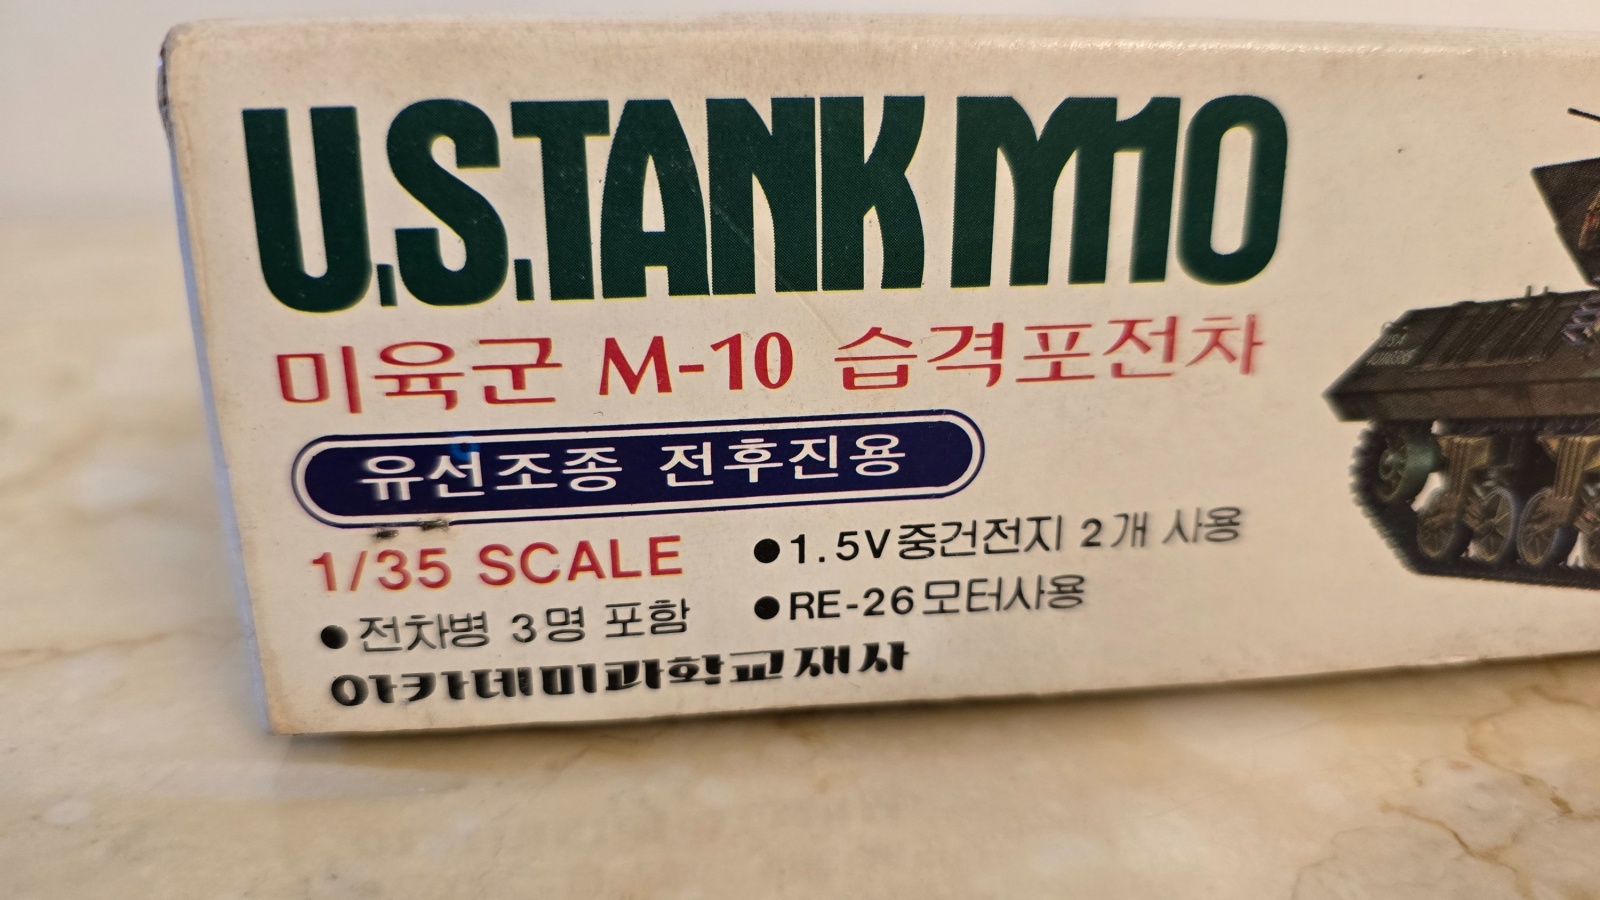 U.S.TANK M10
미육군 M-10 습격포전차
유선조종 전후진용
1/35 SCALE
●1.5V중건전지 2개 사용
●전차병 3명 포함
●RE-26모터사용
아카데미과학교재사
USA